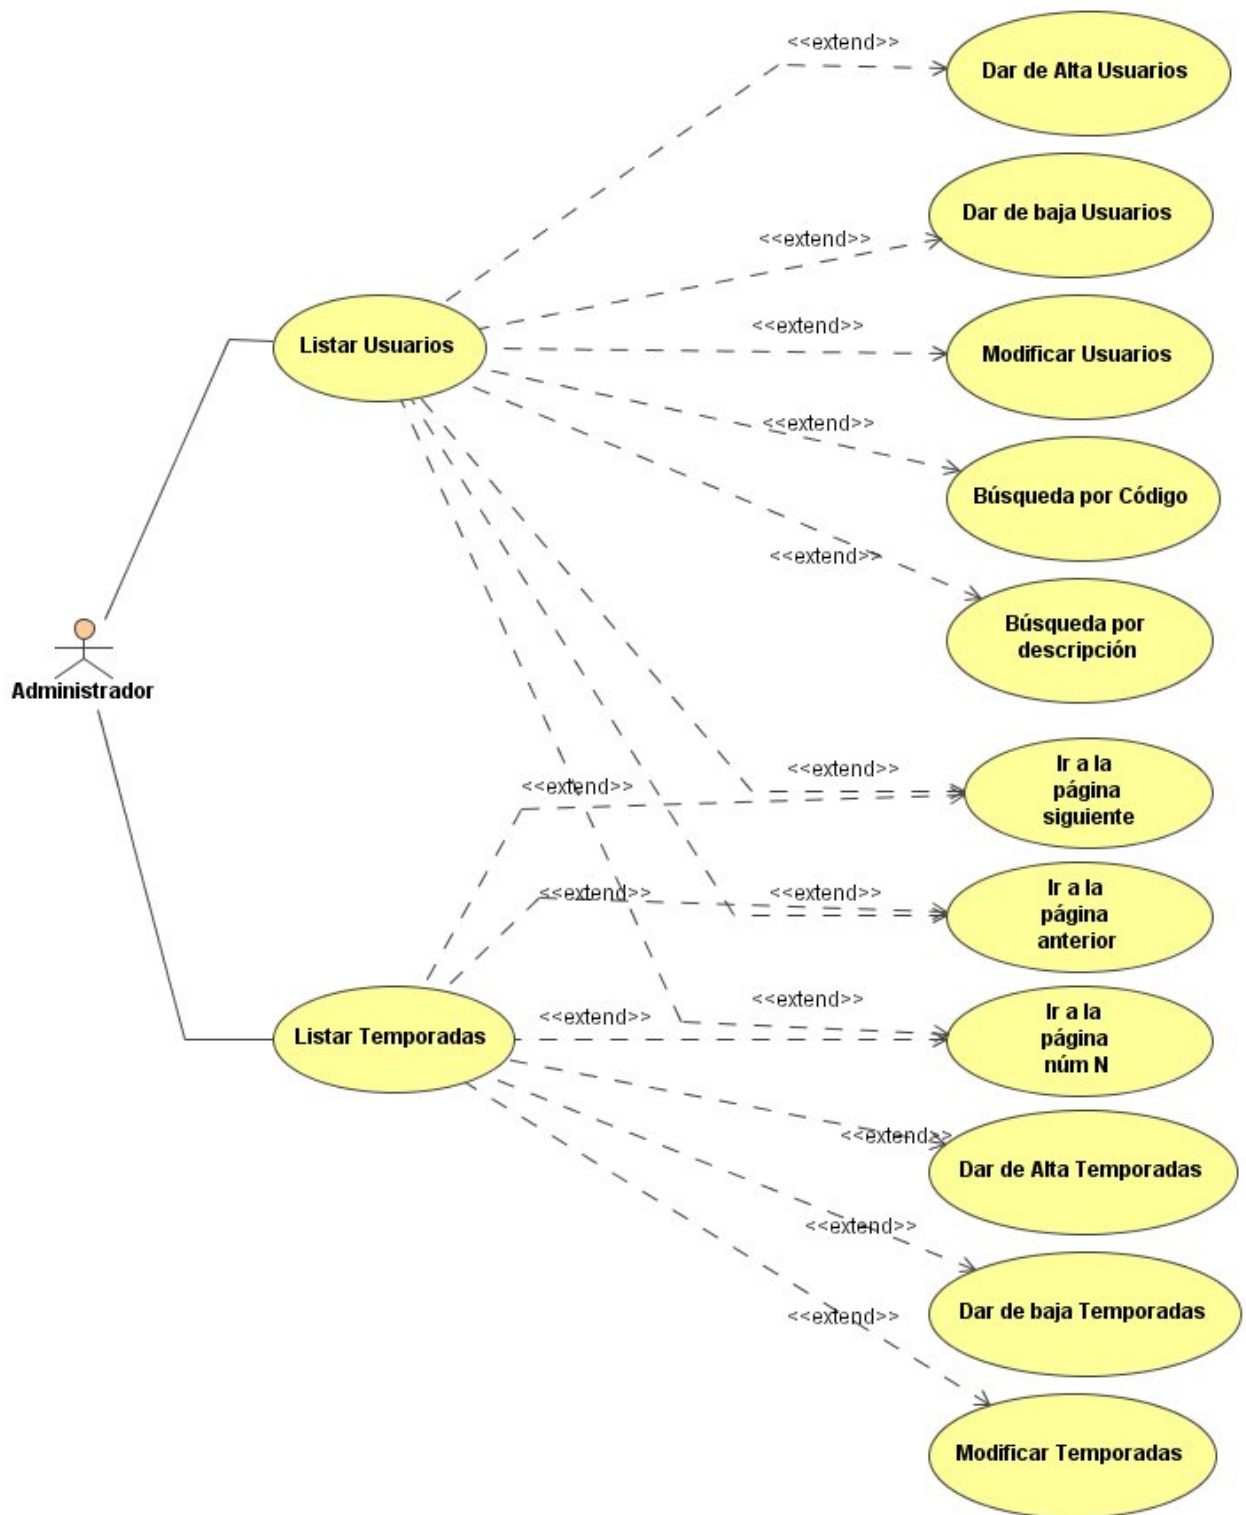 <<extend>>
Dar de Alta Usuarios
Dar de baja Usuarios
<<extend>>
<<extend>>
Listar Usuarios
Modificar Usuarios
<<extend>>
Búsqueda por Código
<<extend>>
Búsqueda por
descripción
Administrador
Ir a la
página
siguiente
<<extend>>
<<extend>>
Ir a la
página
anterior
<<extend>>
<<extend>>
Ir a la
página
núm N
<<extend>>
<<extend>>
Listar Temporadas
<<extend>>
Dar de Alta Temporadas
<<extend>>
Dar de baja Temporadas
<<extend>>
Modificar Temporadas